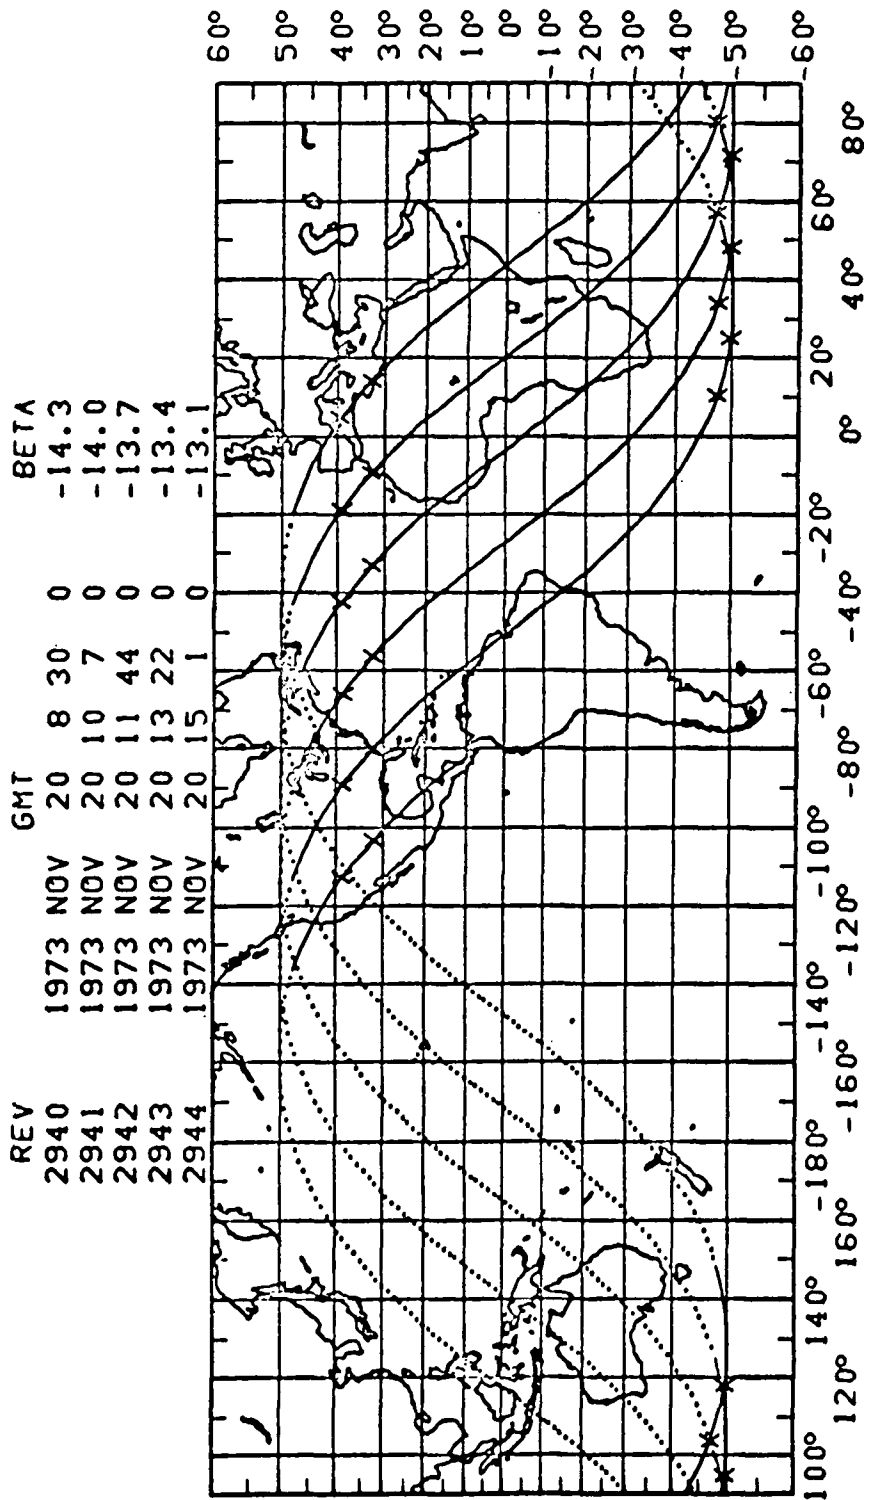 REV GMT BETA
2940 1973 NOV 20 8 30 0 -14.3
2941 1973 NOV 20 10 7 0 -14.0
2942 1973 NOV 20 11 44 0 -13.7
2943 1973 NOV 20 13 22 0 -13.4
2944 1973 NOV 20 15 1 0 -13.1
60°
50°
40°
30°
20°
10°
0°
-10°
-20°
-30°
-40°
-50°
-60°
100° 120° 140° 160° -180° -160° -140° -120° -100° -80° -60° -40° -20° 0° 20° 40° 60° 80°